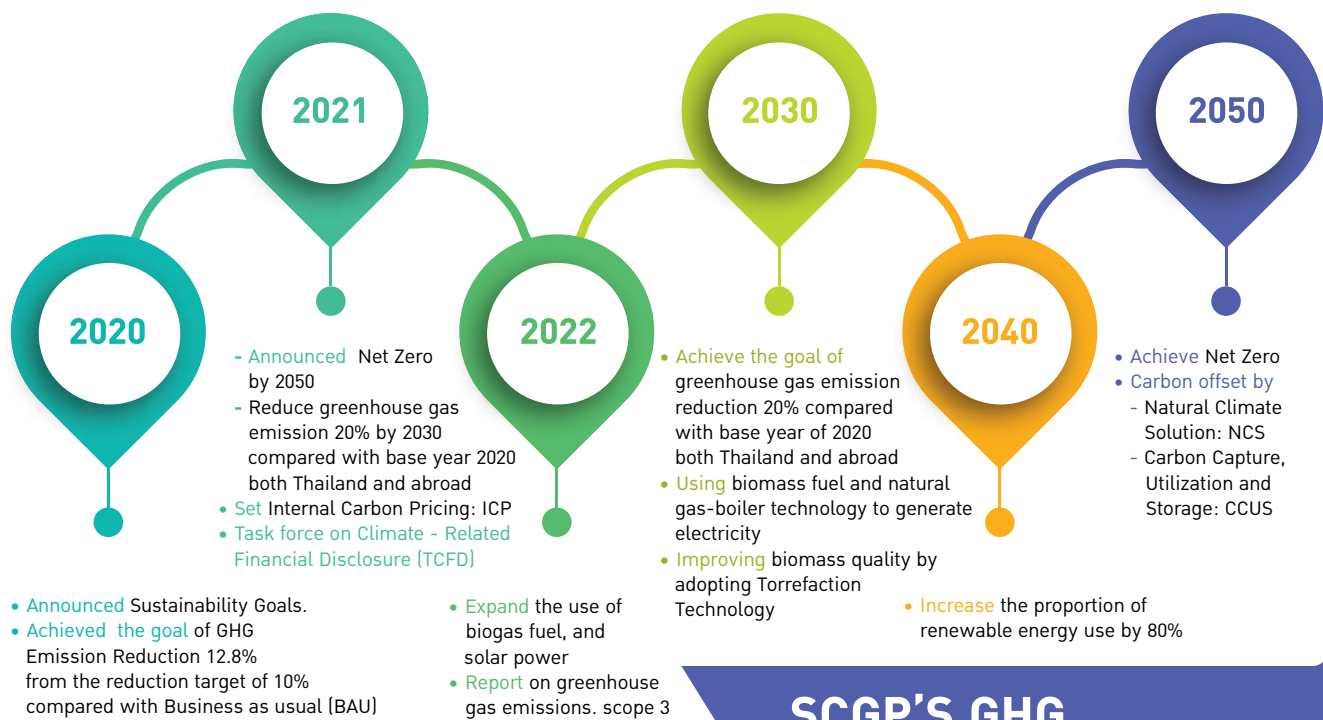 2020
- Announced Sustainability Goals.
- Achieved the goal of GHG
Emission Reduction 12.8%
from the reduction target of 10%
compared with Business as usual (BAU)
2021
- Announced Net Zero
by 2050
- Reduce greenhouse gas
emission 20% by 2030
compared with base year 2020
both Thailand and abroad
• Set Internal Carbon Pricing: ICP
• Task force on Climate - Related
Financial Disclosure (TCFD)
2022
• Expand the use of
biogas fuel, and
solar power
• Report on greenhouse
gas emissions. scope 3
2030
• Achieve the goal of
greenhouse gas emission
reduction 20% compared
with base year of 2020
both Thailand and abroad
• Using biomass fuel and natural
gas-boiler technology to generate
electricity
• Improving biomass quality by
adopting Torrefaction
Technology
2040
• Increase the proportion of
renewable energy use by 80%
2050
• Achieve Net Zero
• Carbon offset by
- Natural Climate
Solution: NCS
- Carbon Capture,
Utilization and
Storage: CCUS
SCGP'S GHG